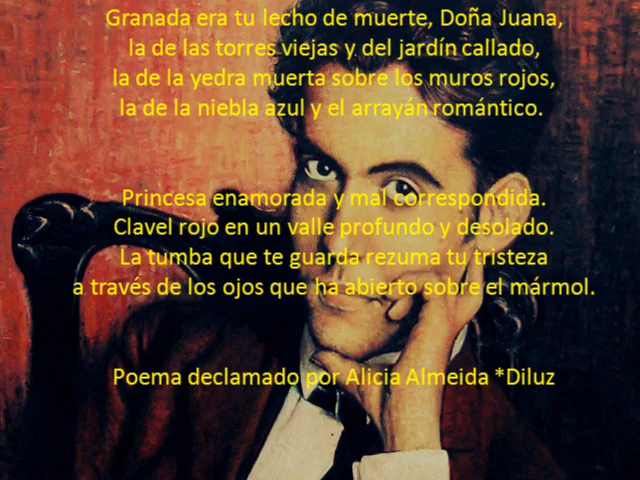 Granada era tu lecho de muerte, Doña Juana,
la de las torres viejas y del jardín callado,
la de la yedra muerta sobre los muros rojos,
la de la niebla azul y el arrayán romántico.
Princesa enamorada y mal correspondida.
Clavel rojo en un valle profundo y desolado.
La tumba que te guarda rezuma tu tristeza
a través de los ojos que ha abierto sobre el mármol.
Poema declamado por Alicia Almeida *Diluz